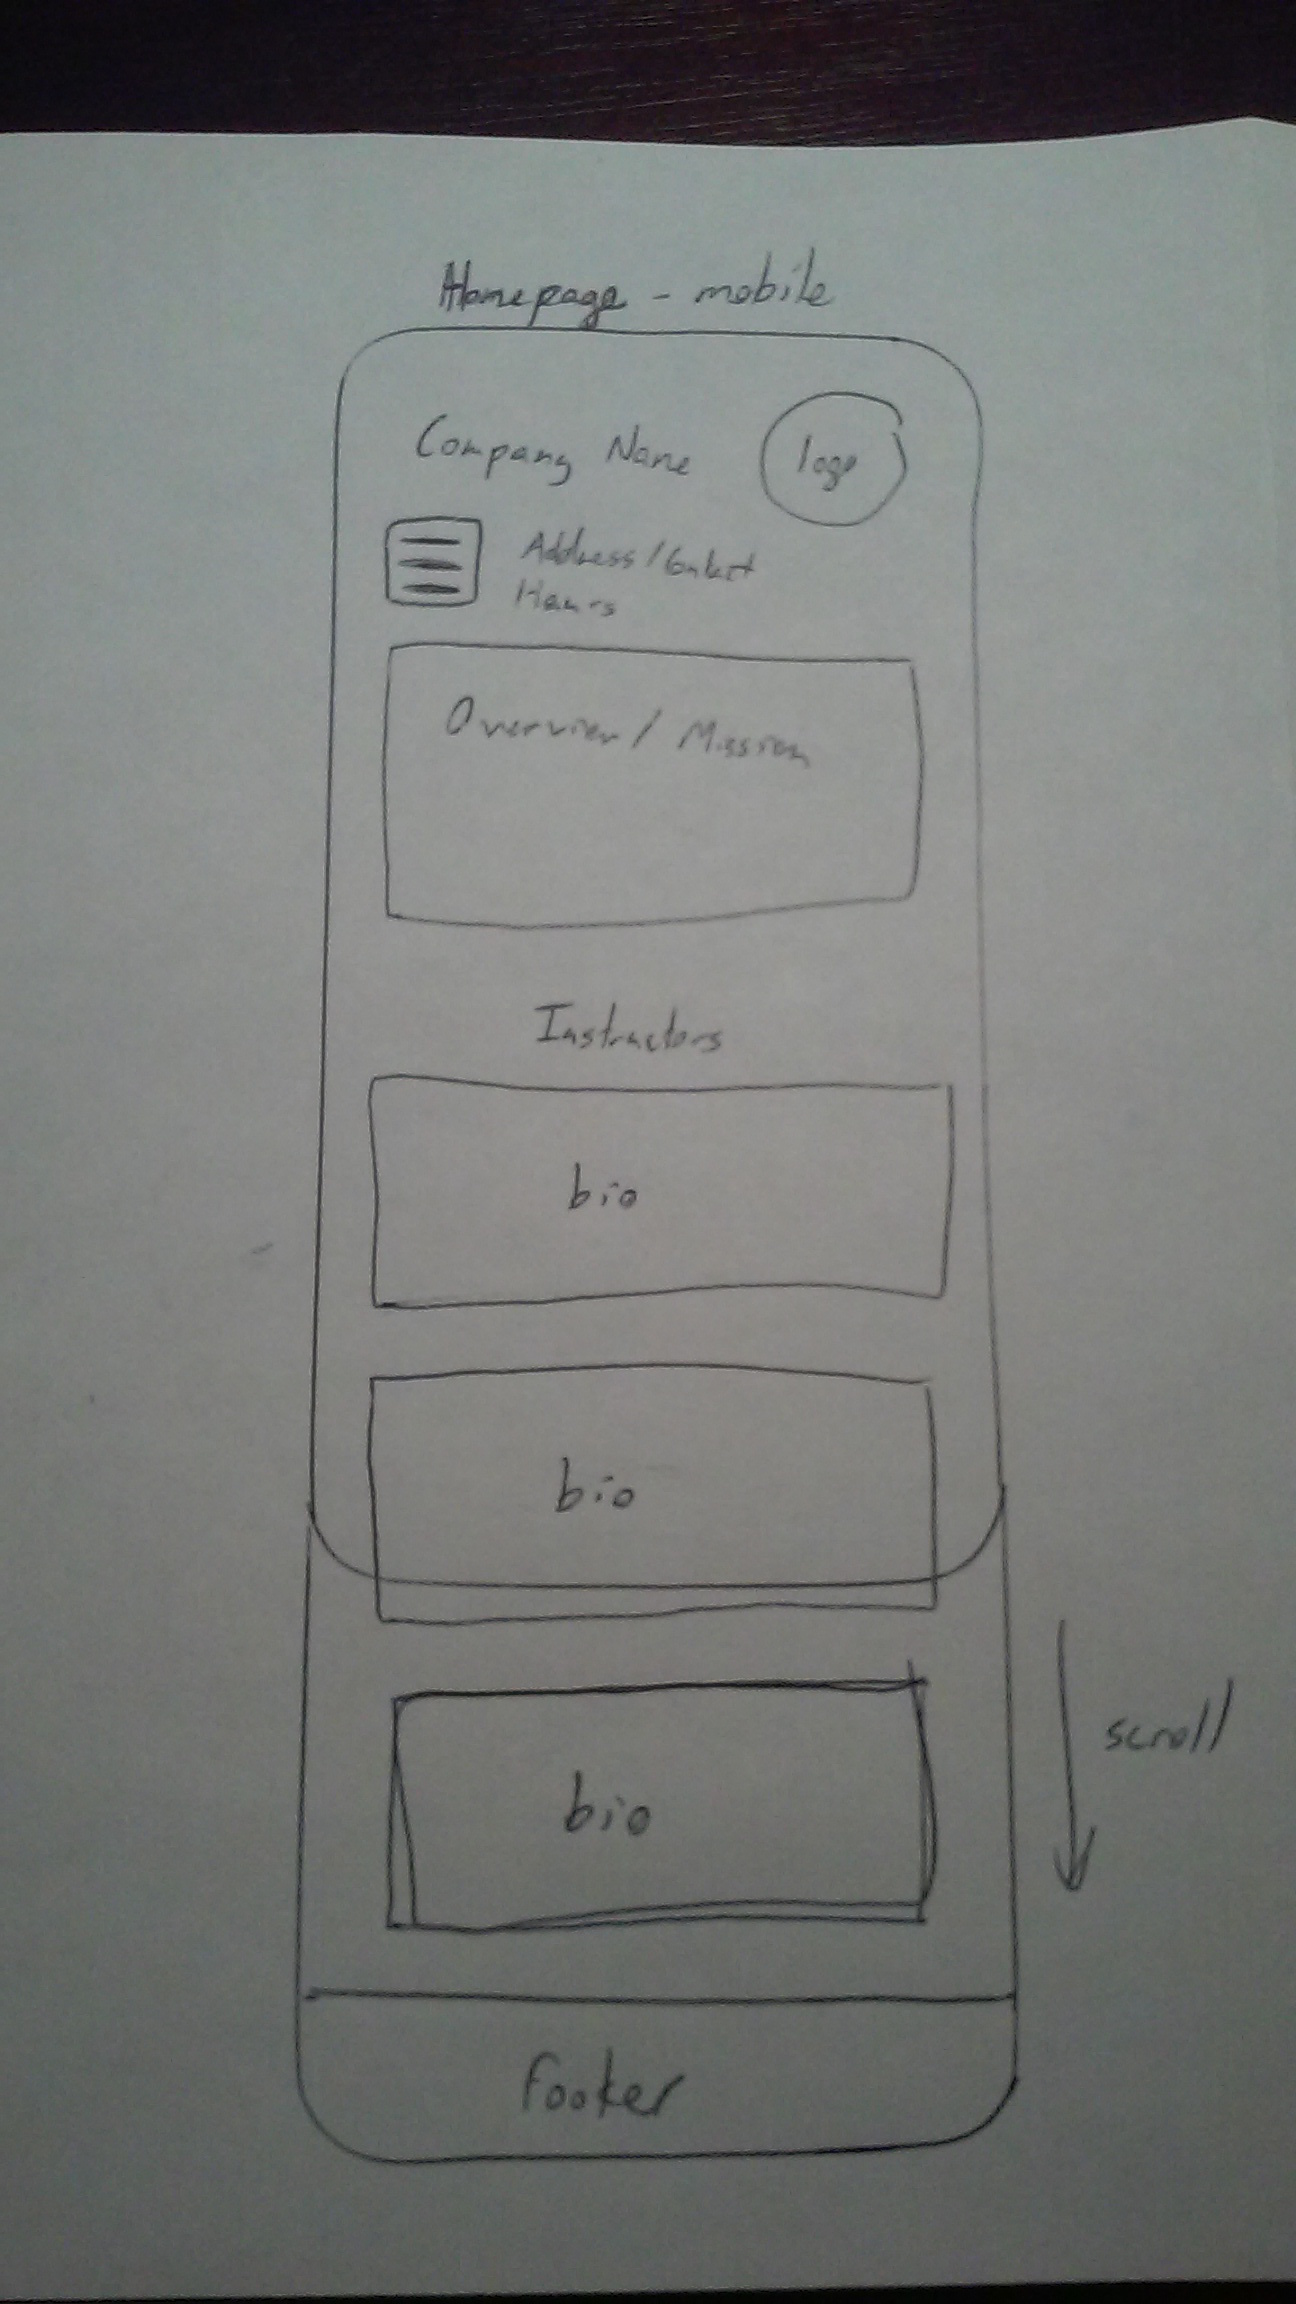 Homepage - mobile
Company Name
logo
Address/Contact
Hours
Overview/Mission
Instructors
bio
bio
bio
scroll
Footer